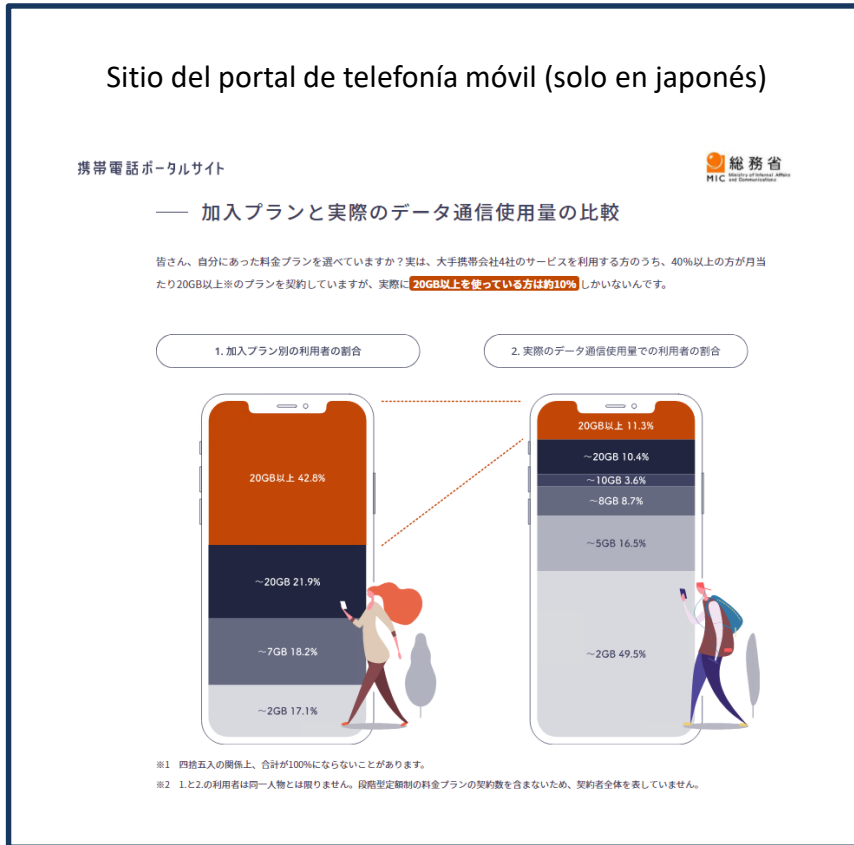 Sitio del portal de telefonía móvil (solo en japonés)
携帯電話ポータルサイト
総務省
MIC Ministry of Internal Affairs
and Communications
加入プランと実際のデータ通信使用量の比較
皆さん、自分にあった料金プランを選べていますか？実は、大手携帯会社4社のサービスを利用する方のうち、40%以上の方が月当
たり20GB以上※のプランを契約していますが、実際に20GB以上を使っている方は約10%しかいないんです。
1. 加入プラン別の利用者の割合
2. 実際のデータ通信使用量での利用者の割合
20GB以上 42.8%
～20GB 21.9%
～7GB 18.2%
～2GB 17.1%
20GB以上 11.3%
～20GB 10.4%
～10GB 3.6%
～8GB 8.7%
～5GB 16.5%
～2GB 49.5%
※1 四捨五入の関係上、合計が100%にならないことがあります。
※2 1.と2.の利用者は同一人物とは限りません。段階型定額制の料金プランの契約数を含まないため、契約者全体を表していません。